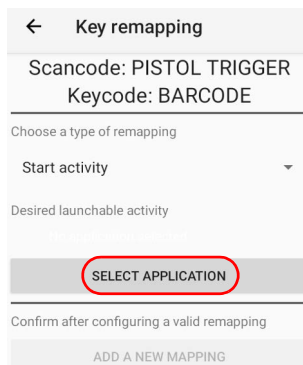 ← Key remapping
Scancode: PISTOL TRIGGER
Keycode: BARCODE
Choose a type of remapping
Start activity
Desired launchable activity
SELECT APPLICATION
Confirm after configuring a valid remapping
ADD A NEW MAPPING